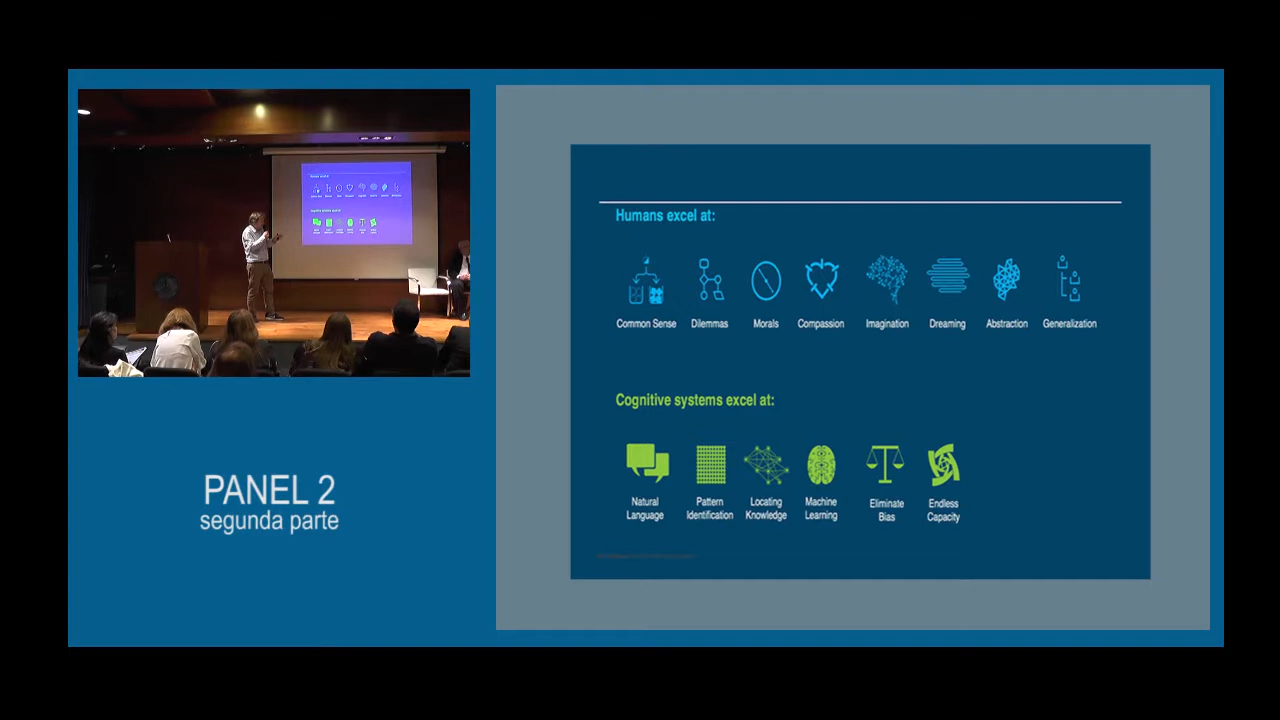 PANEL 2
segunda parte
Humans excel at:
Common Sense
Dilemmas
Morals
Compassion
Imagination
Dreaming
Abstraction
Generalization
Cognitive systems excel at:
Natural
Language
Pattern
Identification
Locating
Knowledge
Machine
Learning
Eliminate
Bias
Endless
Capacity